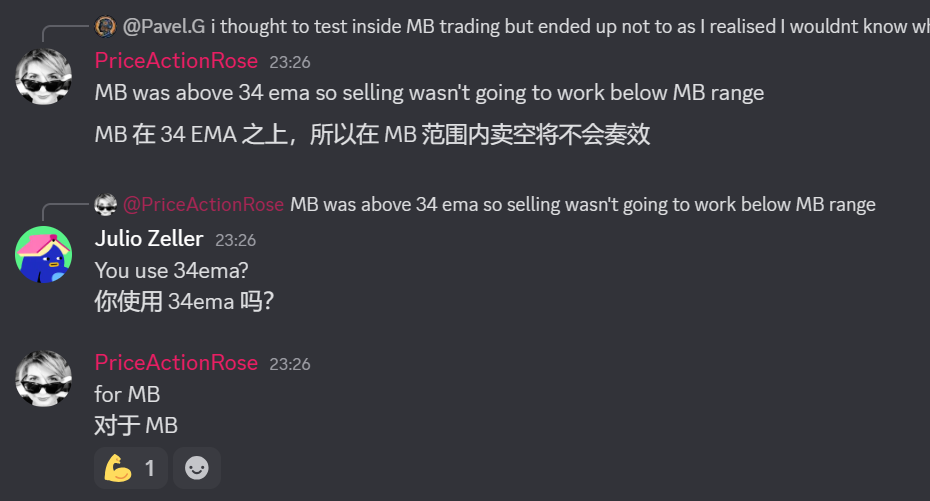 @Pavel.G i thought to test inside MB trading but ended up not to as I realised I wouldnt know
PriceActionRose 23:26
MB was above 34 ema so selling wasn't going to work below MB range
MB 在 34 EMA 之上，所以在 MB 范围内卖空将不会奏效
@PriceActionRose MB was above 34 ema so selling wasn't going to work below MB range
Julio Zeller 23:26
You use 34ema?
你使用 34ema 吗？
PriceActionRose 23:26
for MB
对于 MB
1